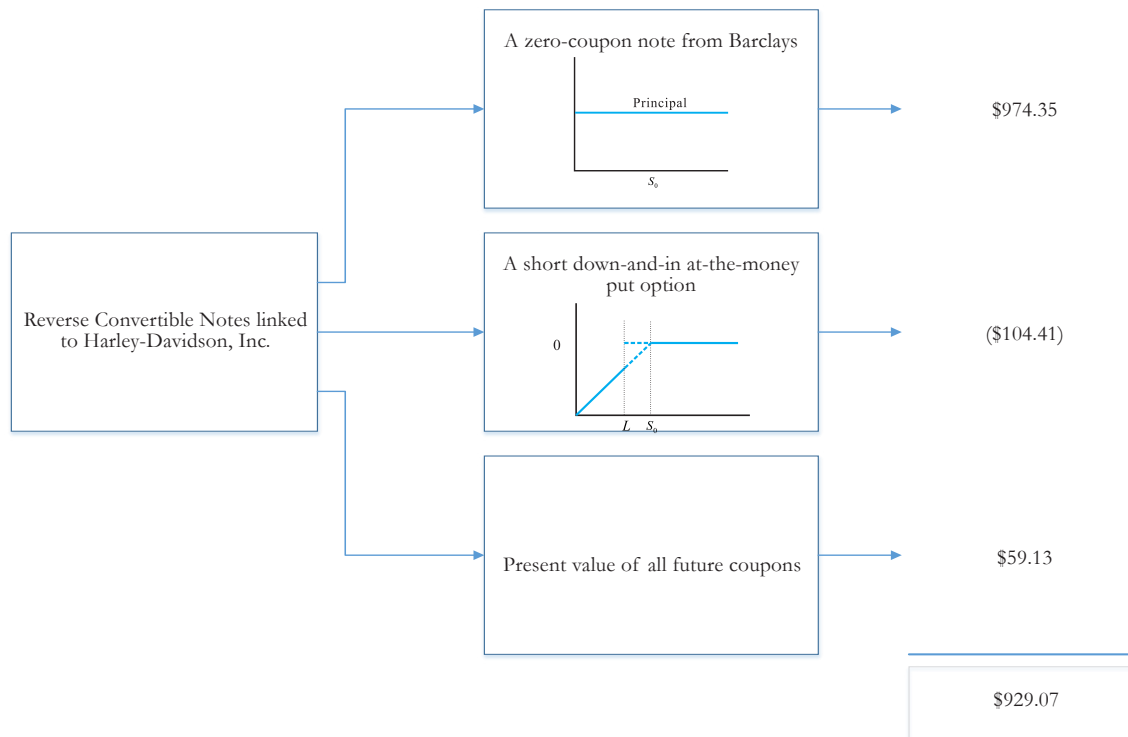 A zero-coupon note from Barclays
Principal
S₀
$974.35
Reverse Convertible Notes linked
to Harley-Davidson, Inc.
A short down-and-in at-the-money
put option
0
L S₀
($104.41)
Present value of all future coupons
$59.13
$929.07